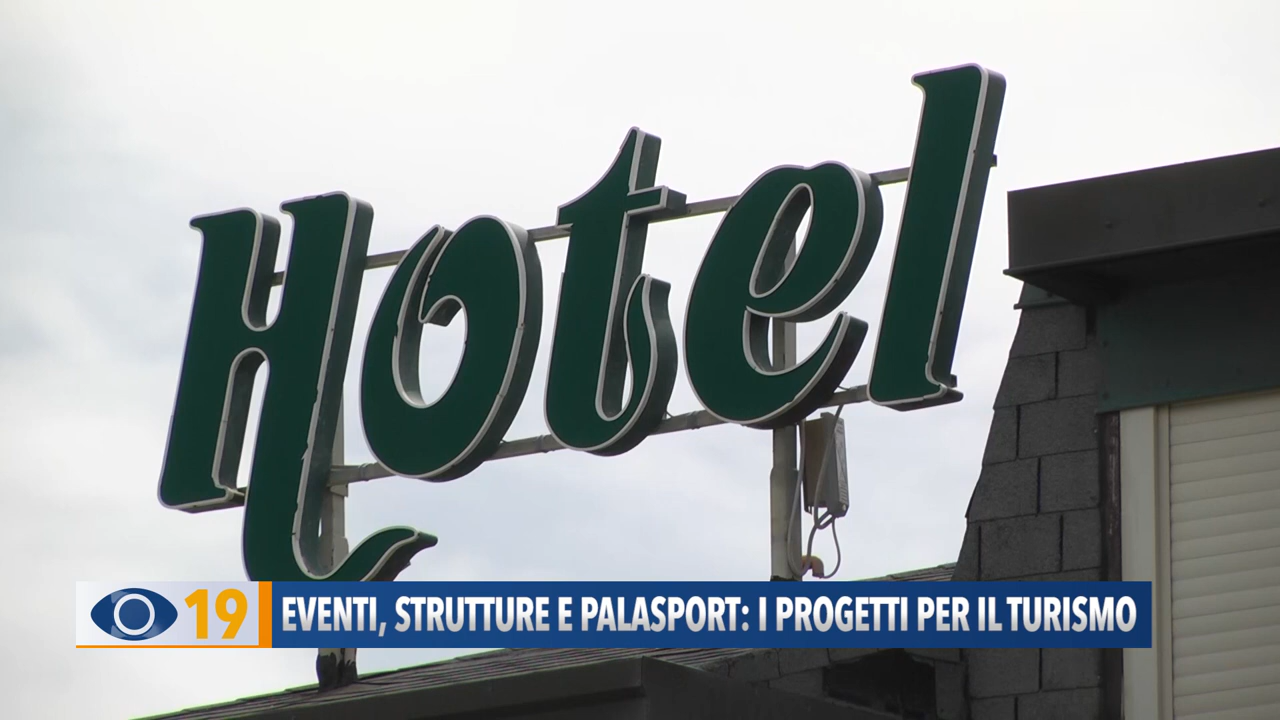 Hotel
19
EVENTI, STRUTTURE E PALASPORT: I PROGETTI PER IL TURISMO